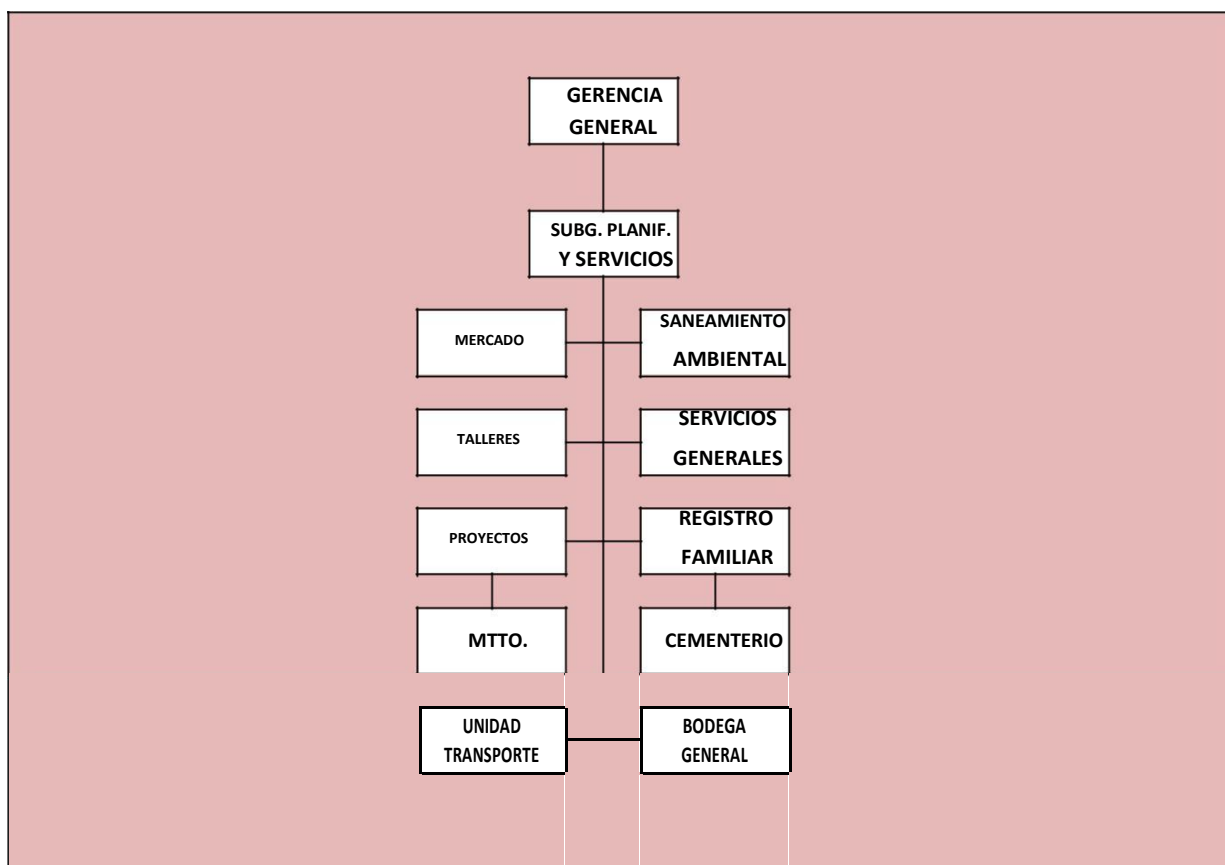 GERENCIA
GENERAL
SUBG. PLANIF.
Y SERVICIOS
MERCADO
SANEAMIENTO
AMBIENTAL
TALLERES
SERVICIOS
GENERALES
PROYECTOS
REGISTRO
FAMILIAR
MTTO.
CEMENTERIO
UNIDAD
TRANSPORTE
BODEGA
GENERAL